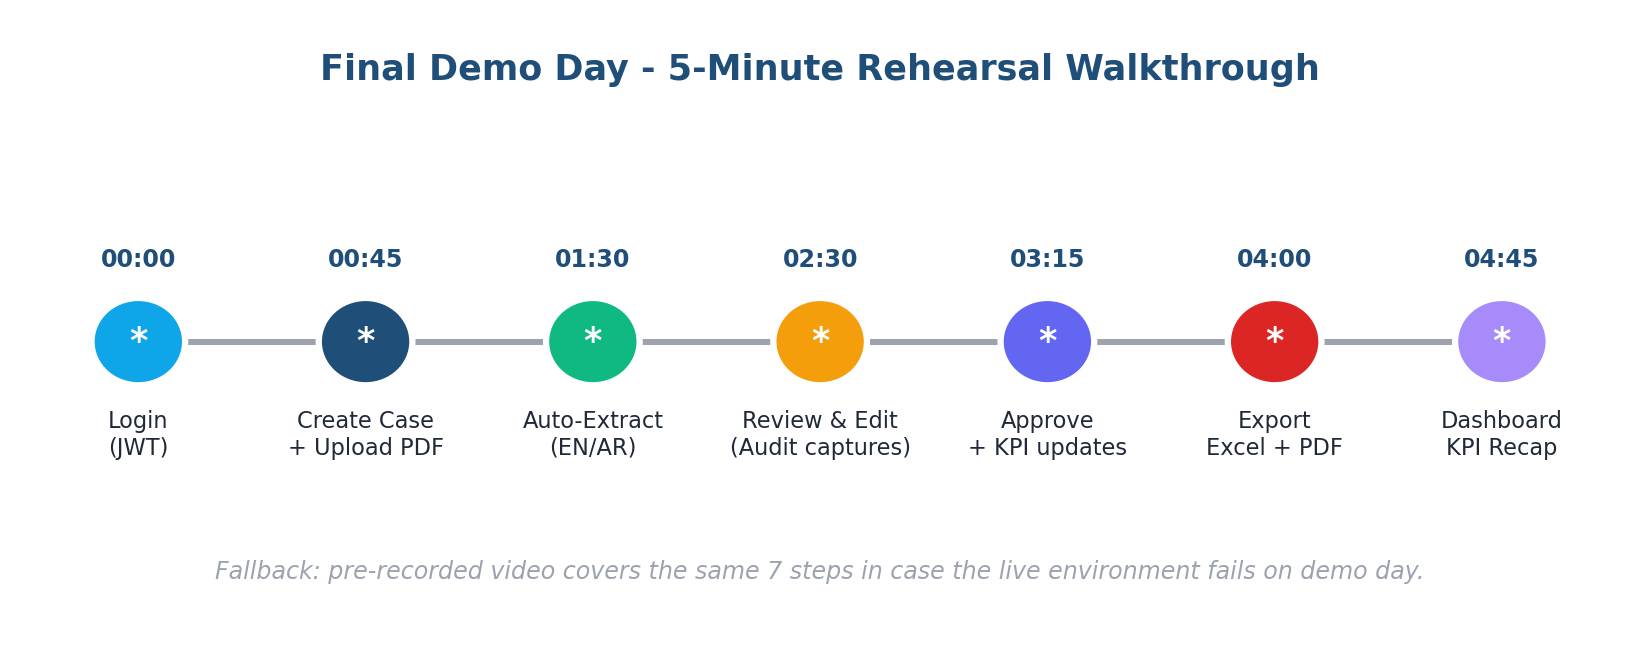 Final Demo Day - 5-Minute Rehearsal Walkthrough
00:00
00:45
01:30
02:30
03:15
04:00
04:45
*
*
*
*
*
*
*
Login
(JWT)
Create Case
+ Upload PDF
Auto-Extract
(EN/AR)
Review & Edit
(Audit captures)
Approve
+ KPI updates
Export
Excel + PDF
Dashboard
KPI Recap
Fallback: pre-recorded video covers the same 7 steps in case the live environment fails on demo day.